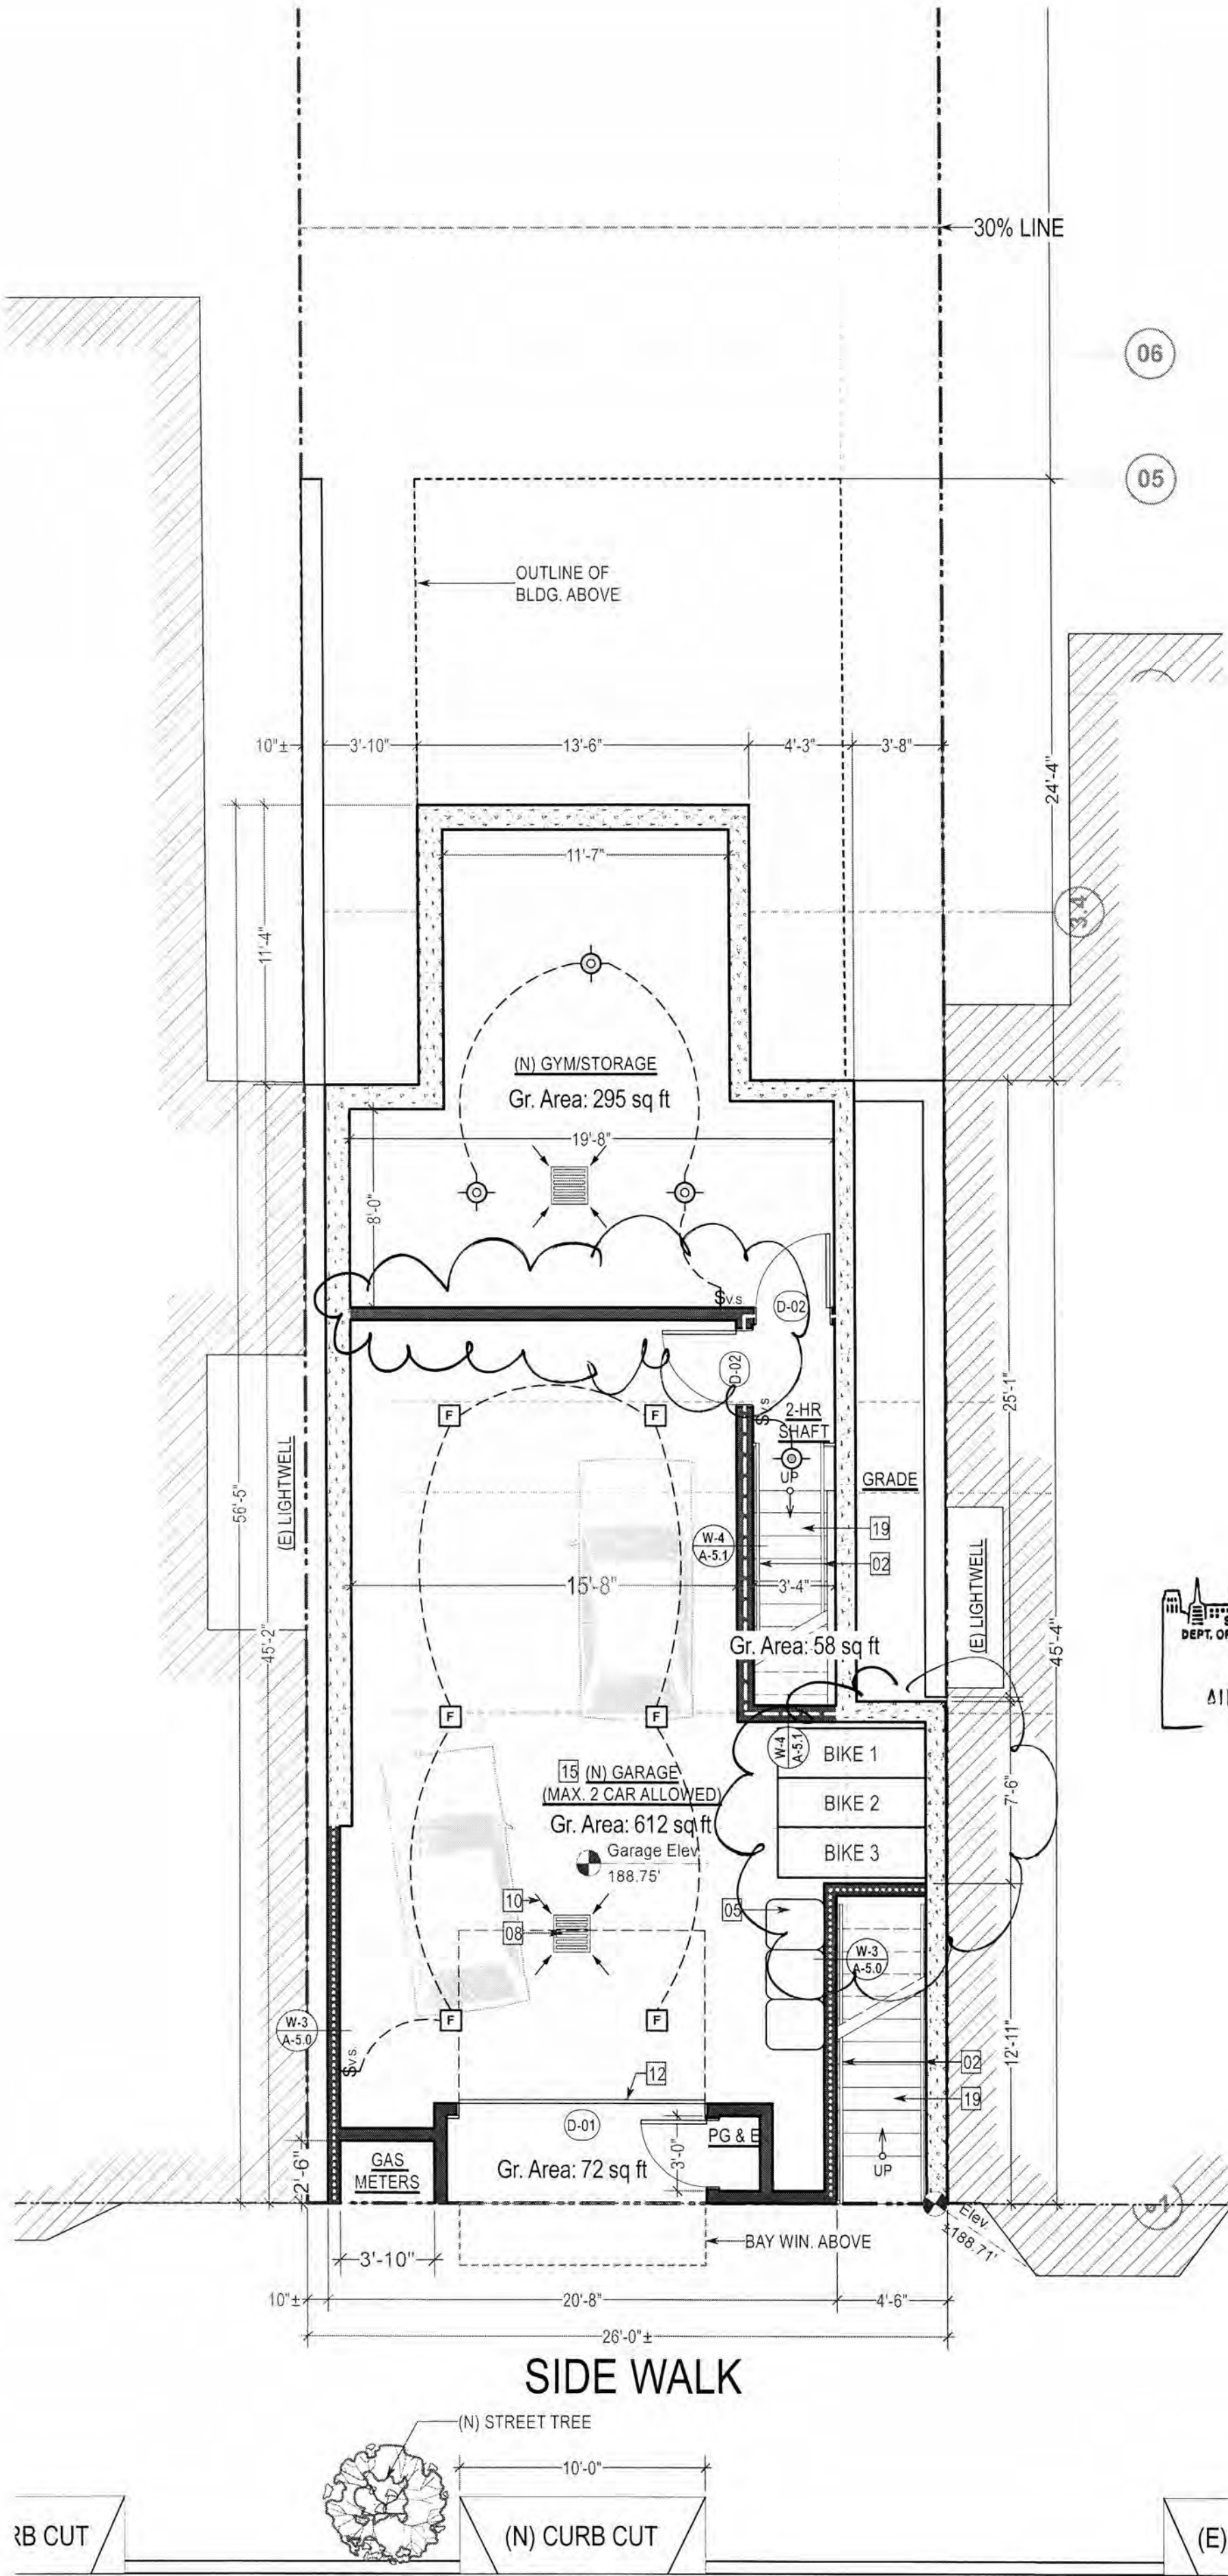 30% LINE
06
05
OUTLINE OF
BLDG. ABOVE
10"±
3'-10"
13'-6"
4'-3"
3'-8"
24'-4"
11'-7"
3.4
11'-4"
(N) GYM/STORAGE
Gr. Area: 295 sq ft
19'-8"
8'-0"
$V.S.
D-02
D-02
$V.S.
2-HR
SHAFT
25'-1"
UP
GRADE
(E) LIGHTWELL
56'-5"
19
W-4
A-5.1
02
15'-8"
3'-4"
(E) LIGHTWELL
DEPT. OF
45'-2"
Gr. Area: 58 sq ft
45'-4"
W-4
A-5.1
BIKE 1
BIKE 2
BIKE 3
7'-6"
F
F
F
F
F
F
15 (N) GARAGE
(MAX. 2 CAR ALLOWED)
Gr. Area: 612 sq ft
Garage Elev
188.75'
10
08
05
W-3
A-5.0
W-3
A-5.0
$V.S.
12
02
19
12'-11"
D-01
PG & E
3'-0"
GAS
METERS
Gr. Area: 72 sq ft
UP
2'-6"
Elev.
±188.71'
3'-10"
BAY WIN. ABOVE
10"±
20'-8"
4'-6"
26'-0"±
SIDE WALK
(N) STREET TREE
10'-0"
RB CUT
(N) CURB CUT
(E)